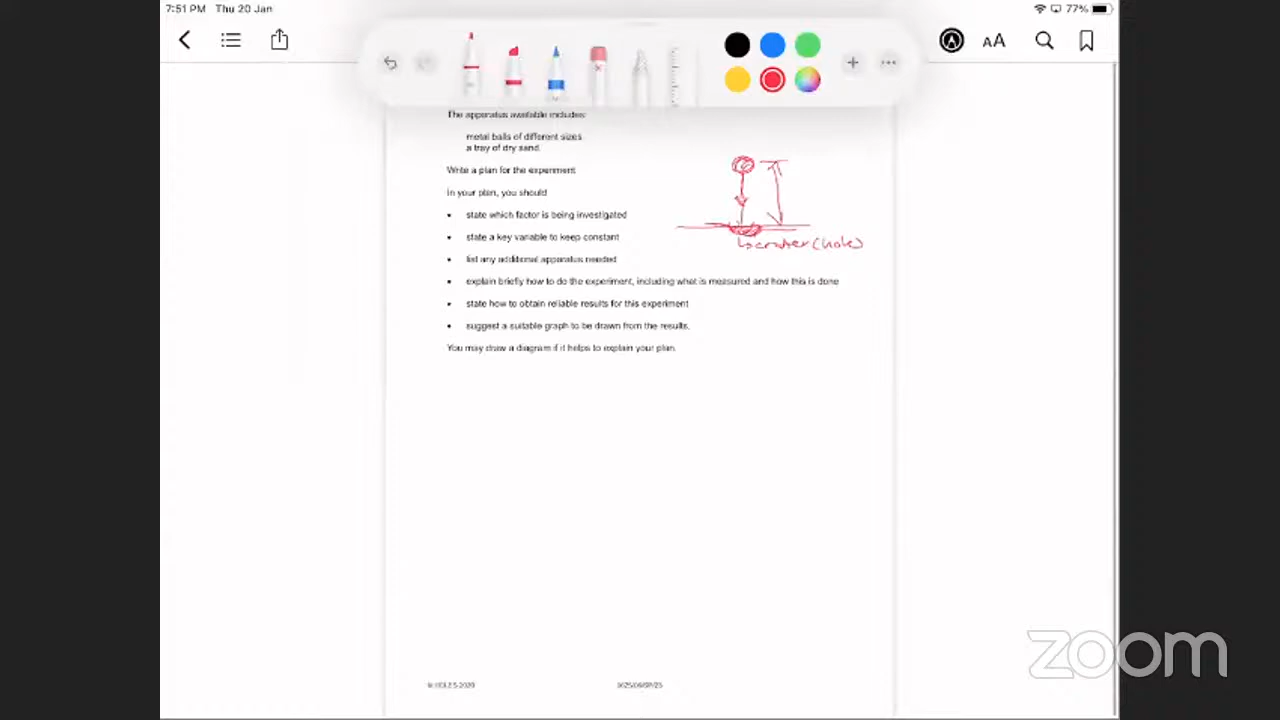 7:51 PM Thu 20 Jan
77%
AA
The apparatus available includes:
metal balls of different sizes
a tray of dry sand.
Write a plan for the experiment
In your plan, you should
• state which factor is being investigated
• state a key variable to keep constant
• list any additional apparatus needed
• explain briefly how to do the experiment, including what is measured and how this is done
• state how to obtain reliable results for this experiment
• suggest a suitable graph to be drawn from the results.
You may draw a diagram if it helps to explain your plan.
crater (hole)
zoom